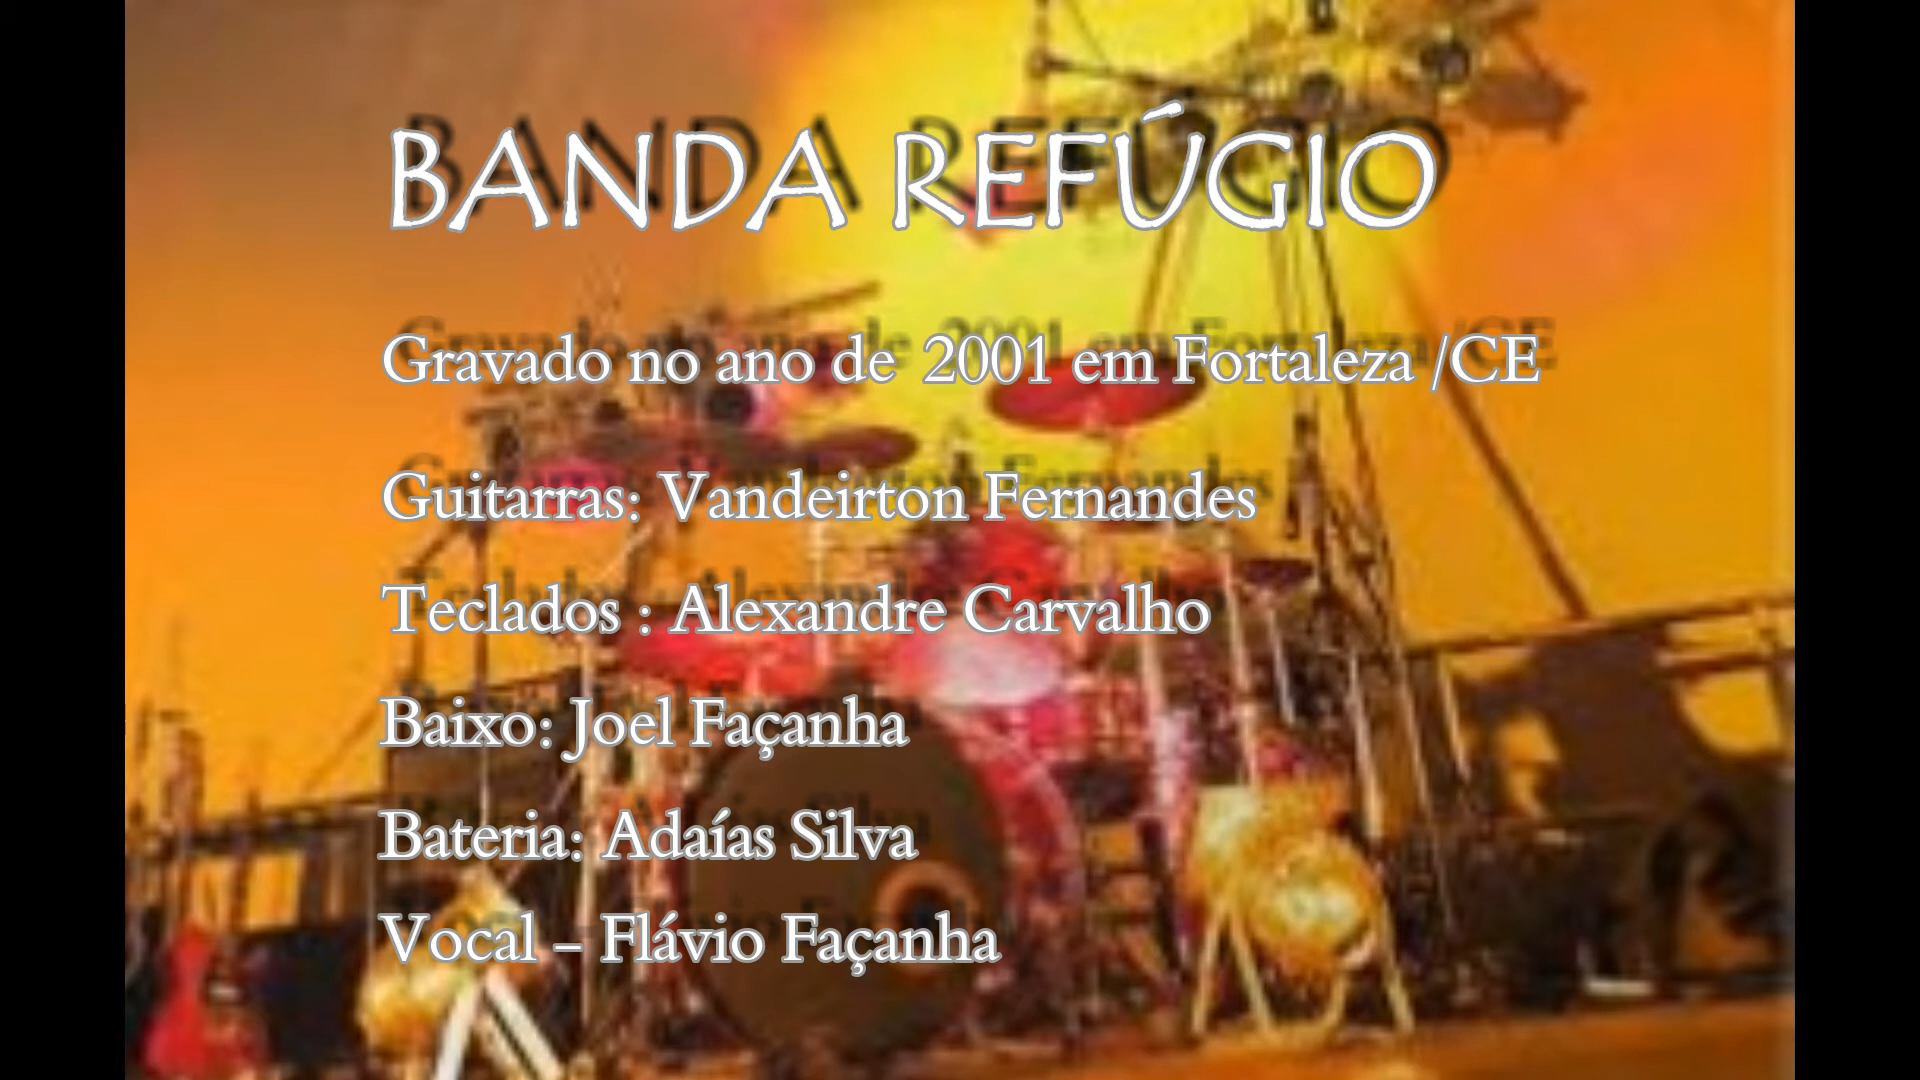 BANDA REFÚGIO
Gravado no ano de 2001 em Fortaleza /CE
Guitarras: Vandeirton Fernandes
Teclados : Alexandre Carvalho
Baixo: Joel Façanha
Bateria: Adaías Silva
Vocal – Flávio Façanha